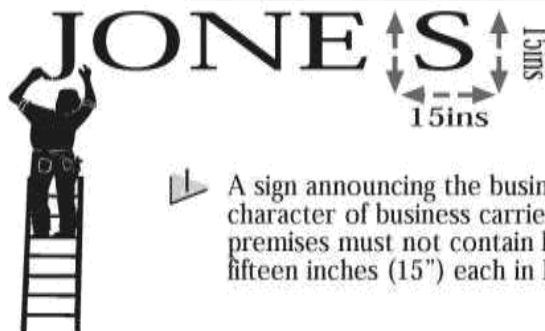 JONES
15ins
15ins
A sign announcing the busin
character of business carrie
premises must not contain l
fifteen inches (15”) each in l